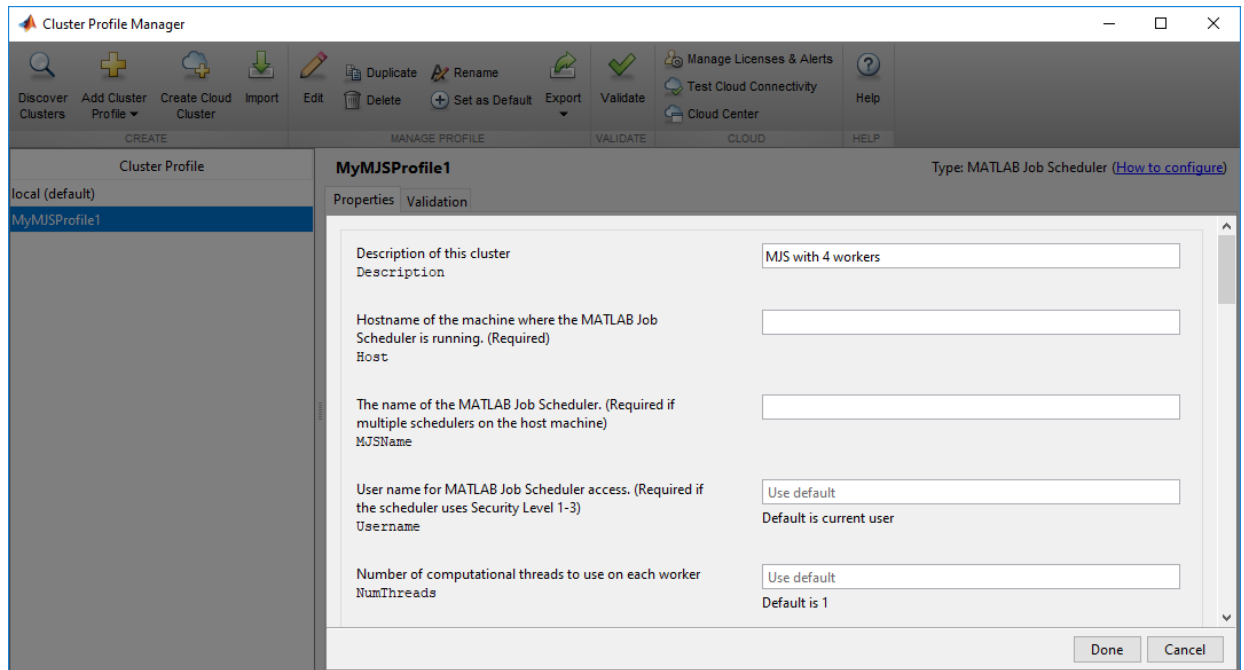 Cluster Profile Manager
Discover Clusters
Add Cluster Profile
Create Cloud Cluster
Import
CREATE
Edit
Duplicate
Rename
Delete
Set as Default
Export
MANAGE PROFILE
Validate
VALIDATE
Manage Licenses & Alerts
Test Cloud Connectivity
Cloud Center
CLOUD
Help
HELP
Cluster Profile
local (default)
MyMJSProfile1
MyMJSProfile1
Type: MATLAB Job Scheduler (How to configure)
Properties
Validation
Description of this cluster
Description
MJS with 4 workers
Hostname of the machine where the MATLAB Job
Scheduler is running. (Required)
Host
The name of the MATLAB Job Scheduler. (Required if
multiple schedulers on the host machine)
MJSName
User name for MATLAB Job Scheduler access. (Required if
the scheduler uses Security Level 1-3)
Username
Use default
Default is current user
Number of computational threads to use on each worker
NumThreads
Use default
Default is 1
Done
Cancel